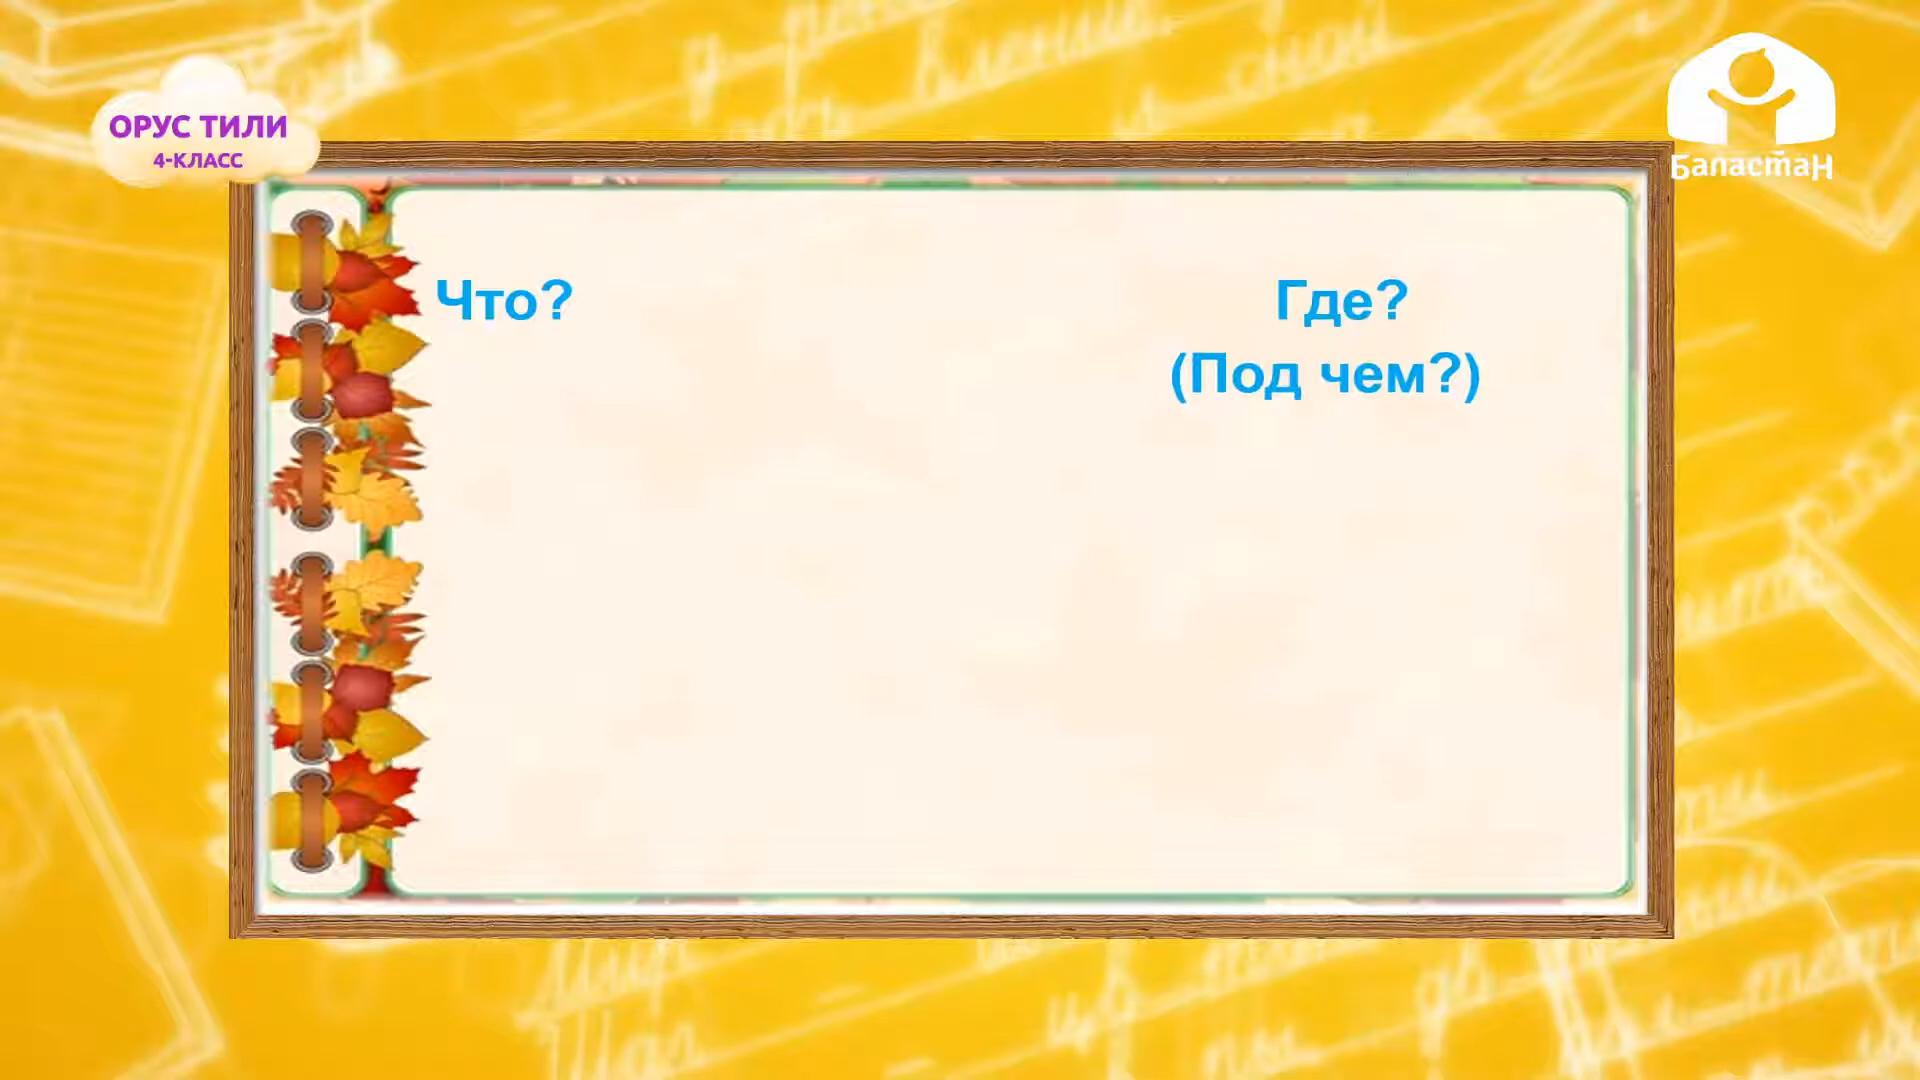 ОРУС ТИЛИ
4-КЛАСС
Баластан
Что?
Где?
(Под чем?)